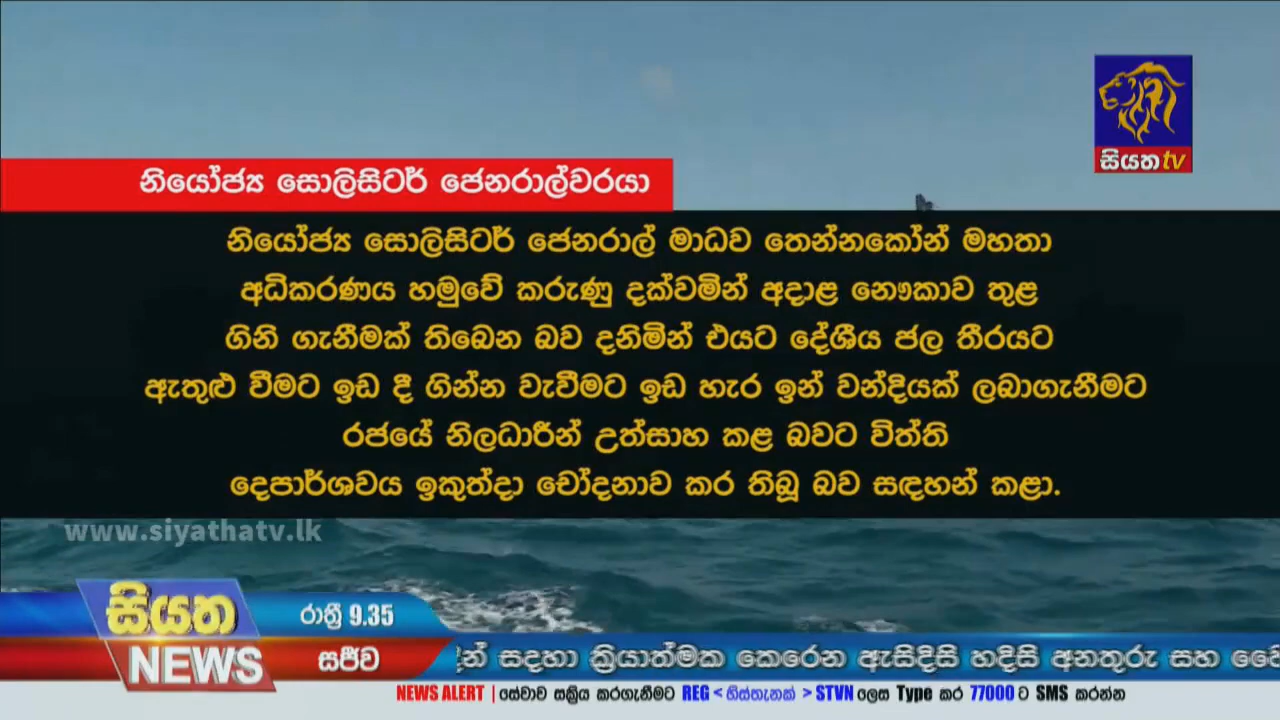 සියත tv
නියෝජ්‍ය සොලිසිටර් ජෙනරාල්වරයා
නියෝජ්‍ය සොලිසිටර් ජෙනරාල් මාධව තෙන්නකෝන් මහතා
අධිකරණය හමුවේ කරුණු දක්වමින් අදාළ නෞකාව තුළ
ගිනි ගැනීමක් තිබෙන බව දනිමින් එයට දේශීය ජල තීරයට
ඇතුළු වීමට ඉඩ දී ගින්න වැවීමට ඉඩ හැර ඉන් වන්දියක් ලබාගැනීමට
රජයේ නිලධාරීන් උත්සාහ කළ බවට විත්ති
දෙපාර්ශවය ඉකුත්දා චෝදනාව කර තිබූ බව සඳහන් කළා.
www.siyathatv.lk
සියත NEWS
රාත්‍රී 9.35
සජීව
සදහා ක්‍රියාත්මක කෙරෙන ඇසිදිසි හදිසි අනතුරු සහ
NEWS ALERT | සේවාව සක්‍රිය කරගැනීමට REG < හිස්තැනක් > STVN ලෙස Type කර 77000 ට SMS කරන්න